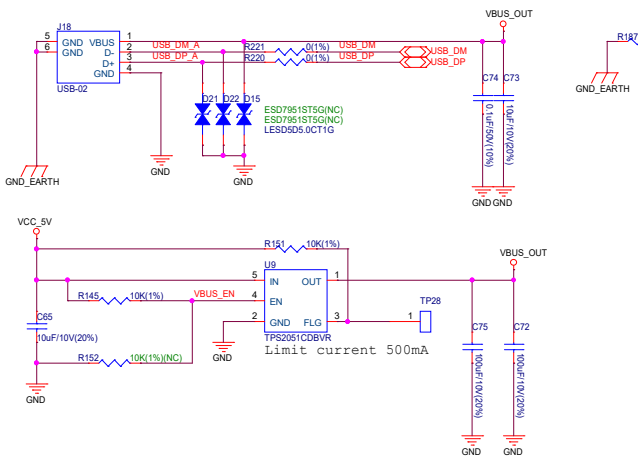 J18
VBUS_OUT
5 GND VBUS 1
6 GND D- 2 USB_DM_A R221 0(1%) USB_DM USB_DM
D+ 3 USB_DP_A R220 0(1%) USB_DP USB_DP
GND 4
USB-02
R187
GND_EARTH
C74 C73
0.1uF/50V(10%)
10uF/10V(20%)
D21 D22 D15
ESD7951ST5G(NC)
ESD7951ST5G(NC)
LESD5D5.0CT1G
GND_EARTH
GND
GND
GND GND
VCC_5V
R151 10K(1%)
VBUS_OUT
U9
5 IN OUT 1
R145 10K(1%) VBUS_EN 4 EN
TP28
C65
10uF/10V(20%)
2 GND FLG 3
1
TPS2051CDBVR
Limit current 500mA
GND
R152 10K(1%)(NC)
C75 C72
100uF/10V(20%)
100uF/10V(20%)
GND
GND GND